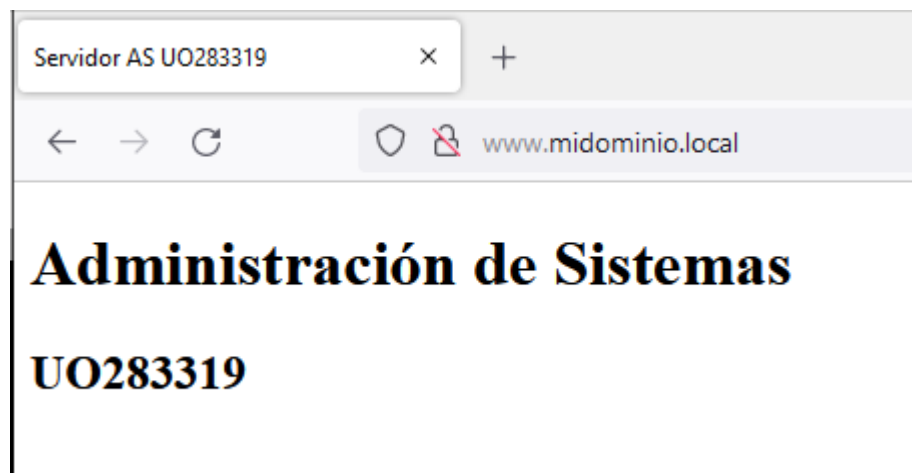 Servidor AS UO283319
www.midominio.local
Administración de Sistemas
UO283319